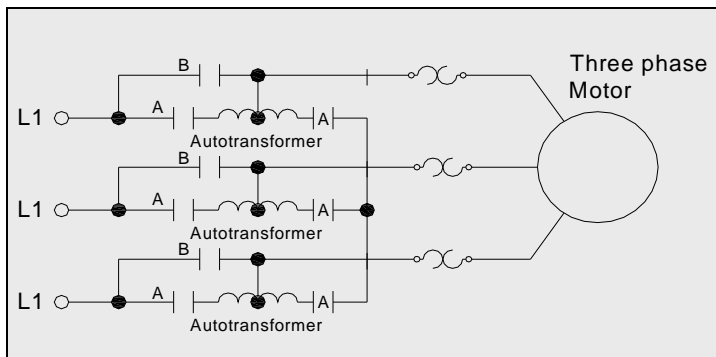 Three phase
Motor
B
L1 A A
Autotransformer
B
L1 A A
Autotransformer
B
L1 A A
Autotransformer